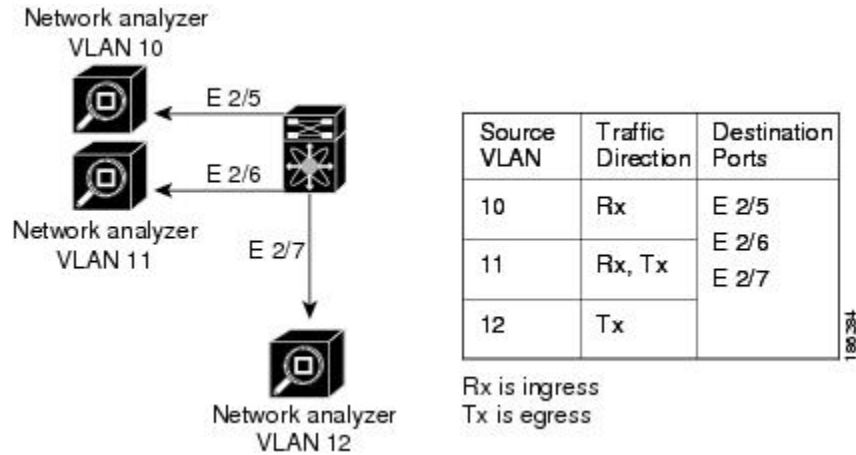 Network analyzer
VLAN 10
E 2/5
E 2/6
Network analyzer
VLAN 11
E 2/7
Network analyzer
VLAN 12
Source VLAN Traffic Direction Destination Ports
10 Rx E 2/5
E 2/6
11 Rx, Tx
E 2/7
12 Tx
186284
Rx is ingress
Tx is egress